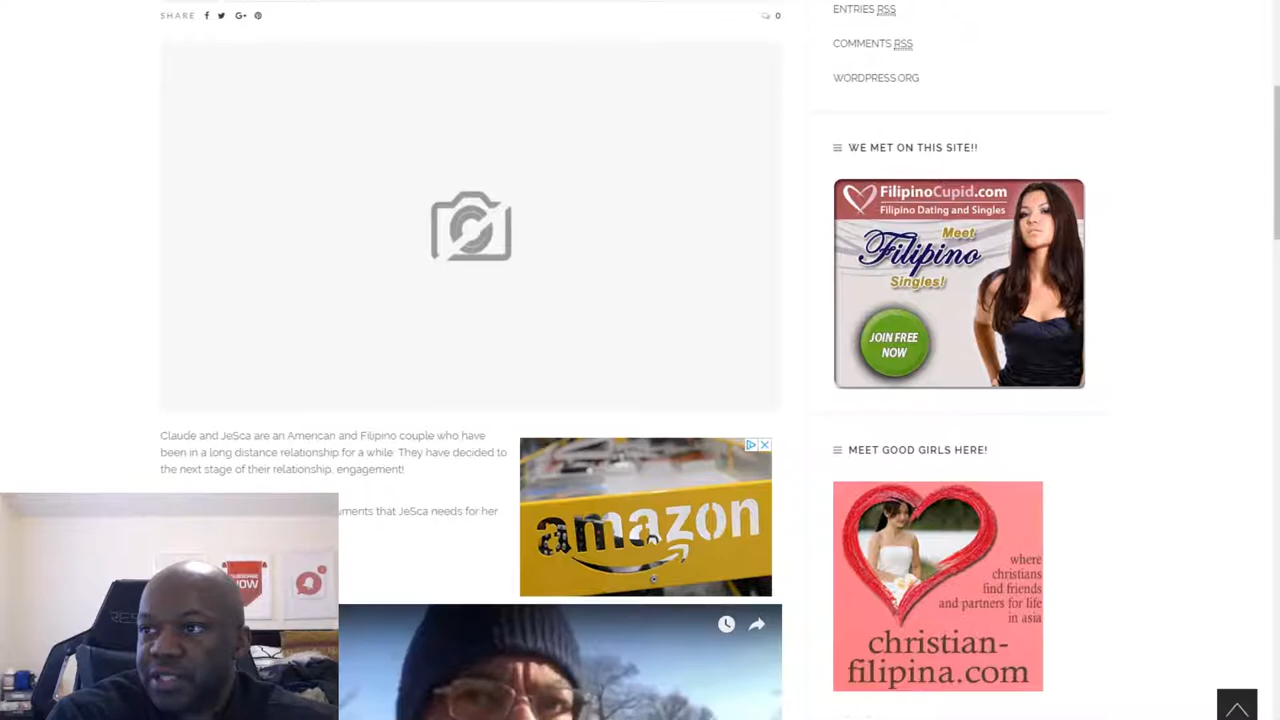 SHARE
0
Claude and JeSca are an American and Filipino couple who have
been in a long distance relationship for a while. They have decided to
the next stage of their relationship, engagement!
uments that JeSca needs for her
amazon
ENTRIES RSS
COMMENTS RSS
WORDPRESS.ORG
WE MET ON THIS SITE!!
FilipinoCupid.com
Filipino Dating and Singles
Meet
Filipino
Singles!
JOIN FREE
NOW
MEET GOOD GIRLS HERE!
where
christians
find friends
and partners for life
in asia
christian-
filipina.com